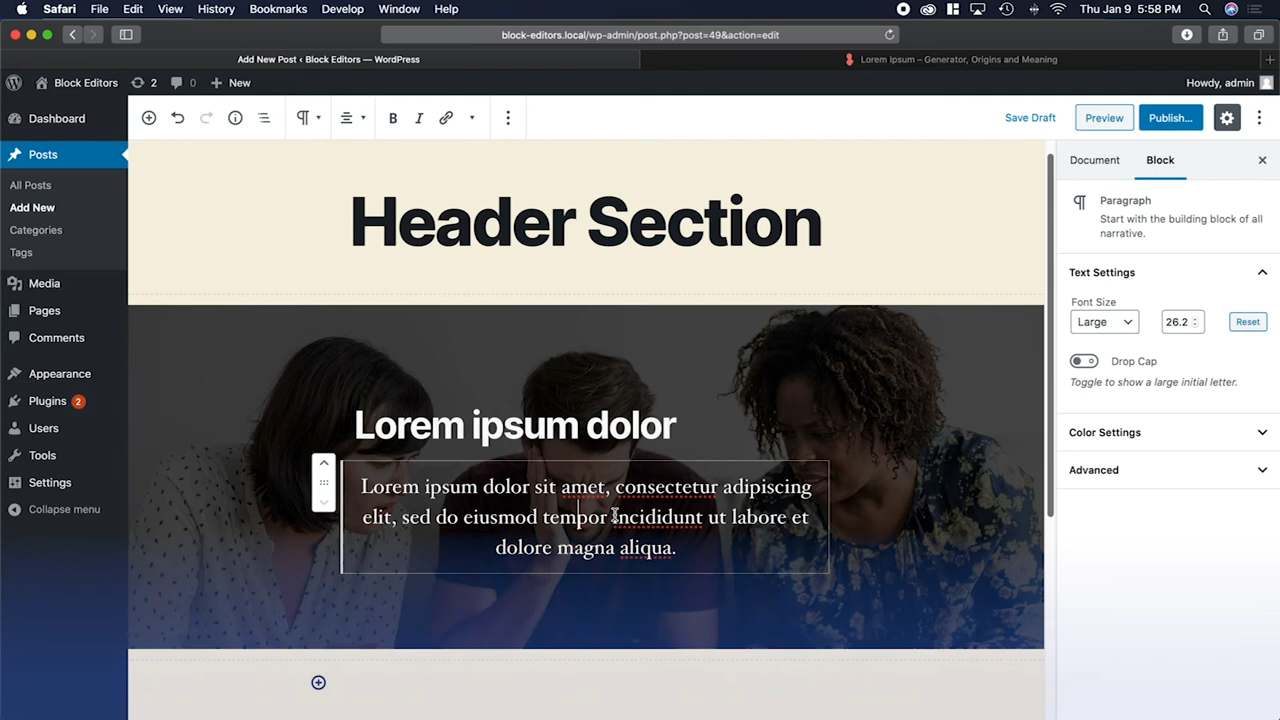 Safari File Edit View History Bookmarks Develop Window Help Thu Jan 9 5:58 PM
block-editors.local/wp-admin/post.php?post=49&action=edit
Add New Post ‹ Block Editors — WordPress
Lorem Ipsum – Generator, Origins and Meaning
Block Editors 2 0 New Howdy, admin
Dashboard
Posts
All Posts
Add New
Categories
Tags
Media
Pages
Comments
Appearance
Plugins 2
Users
Tools
Settings
Collapse menu
B I
Save Draft Preview Publish...
Header Section
Lorem ipsum dolor
Lorem ipsum dolor sit amet, consectetur adipiscing
elit, sed do eiusmod tempor incididunt ut labore et
dolore magna aliqua.
Document Block
Paragraph
Start with the building block of all
narrative.
Text Settings
Font Size
Large 26.2 Reset
Drop Cap
Toggle to show a large initial letter.
Color Settings
Advanced